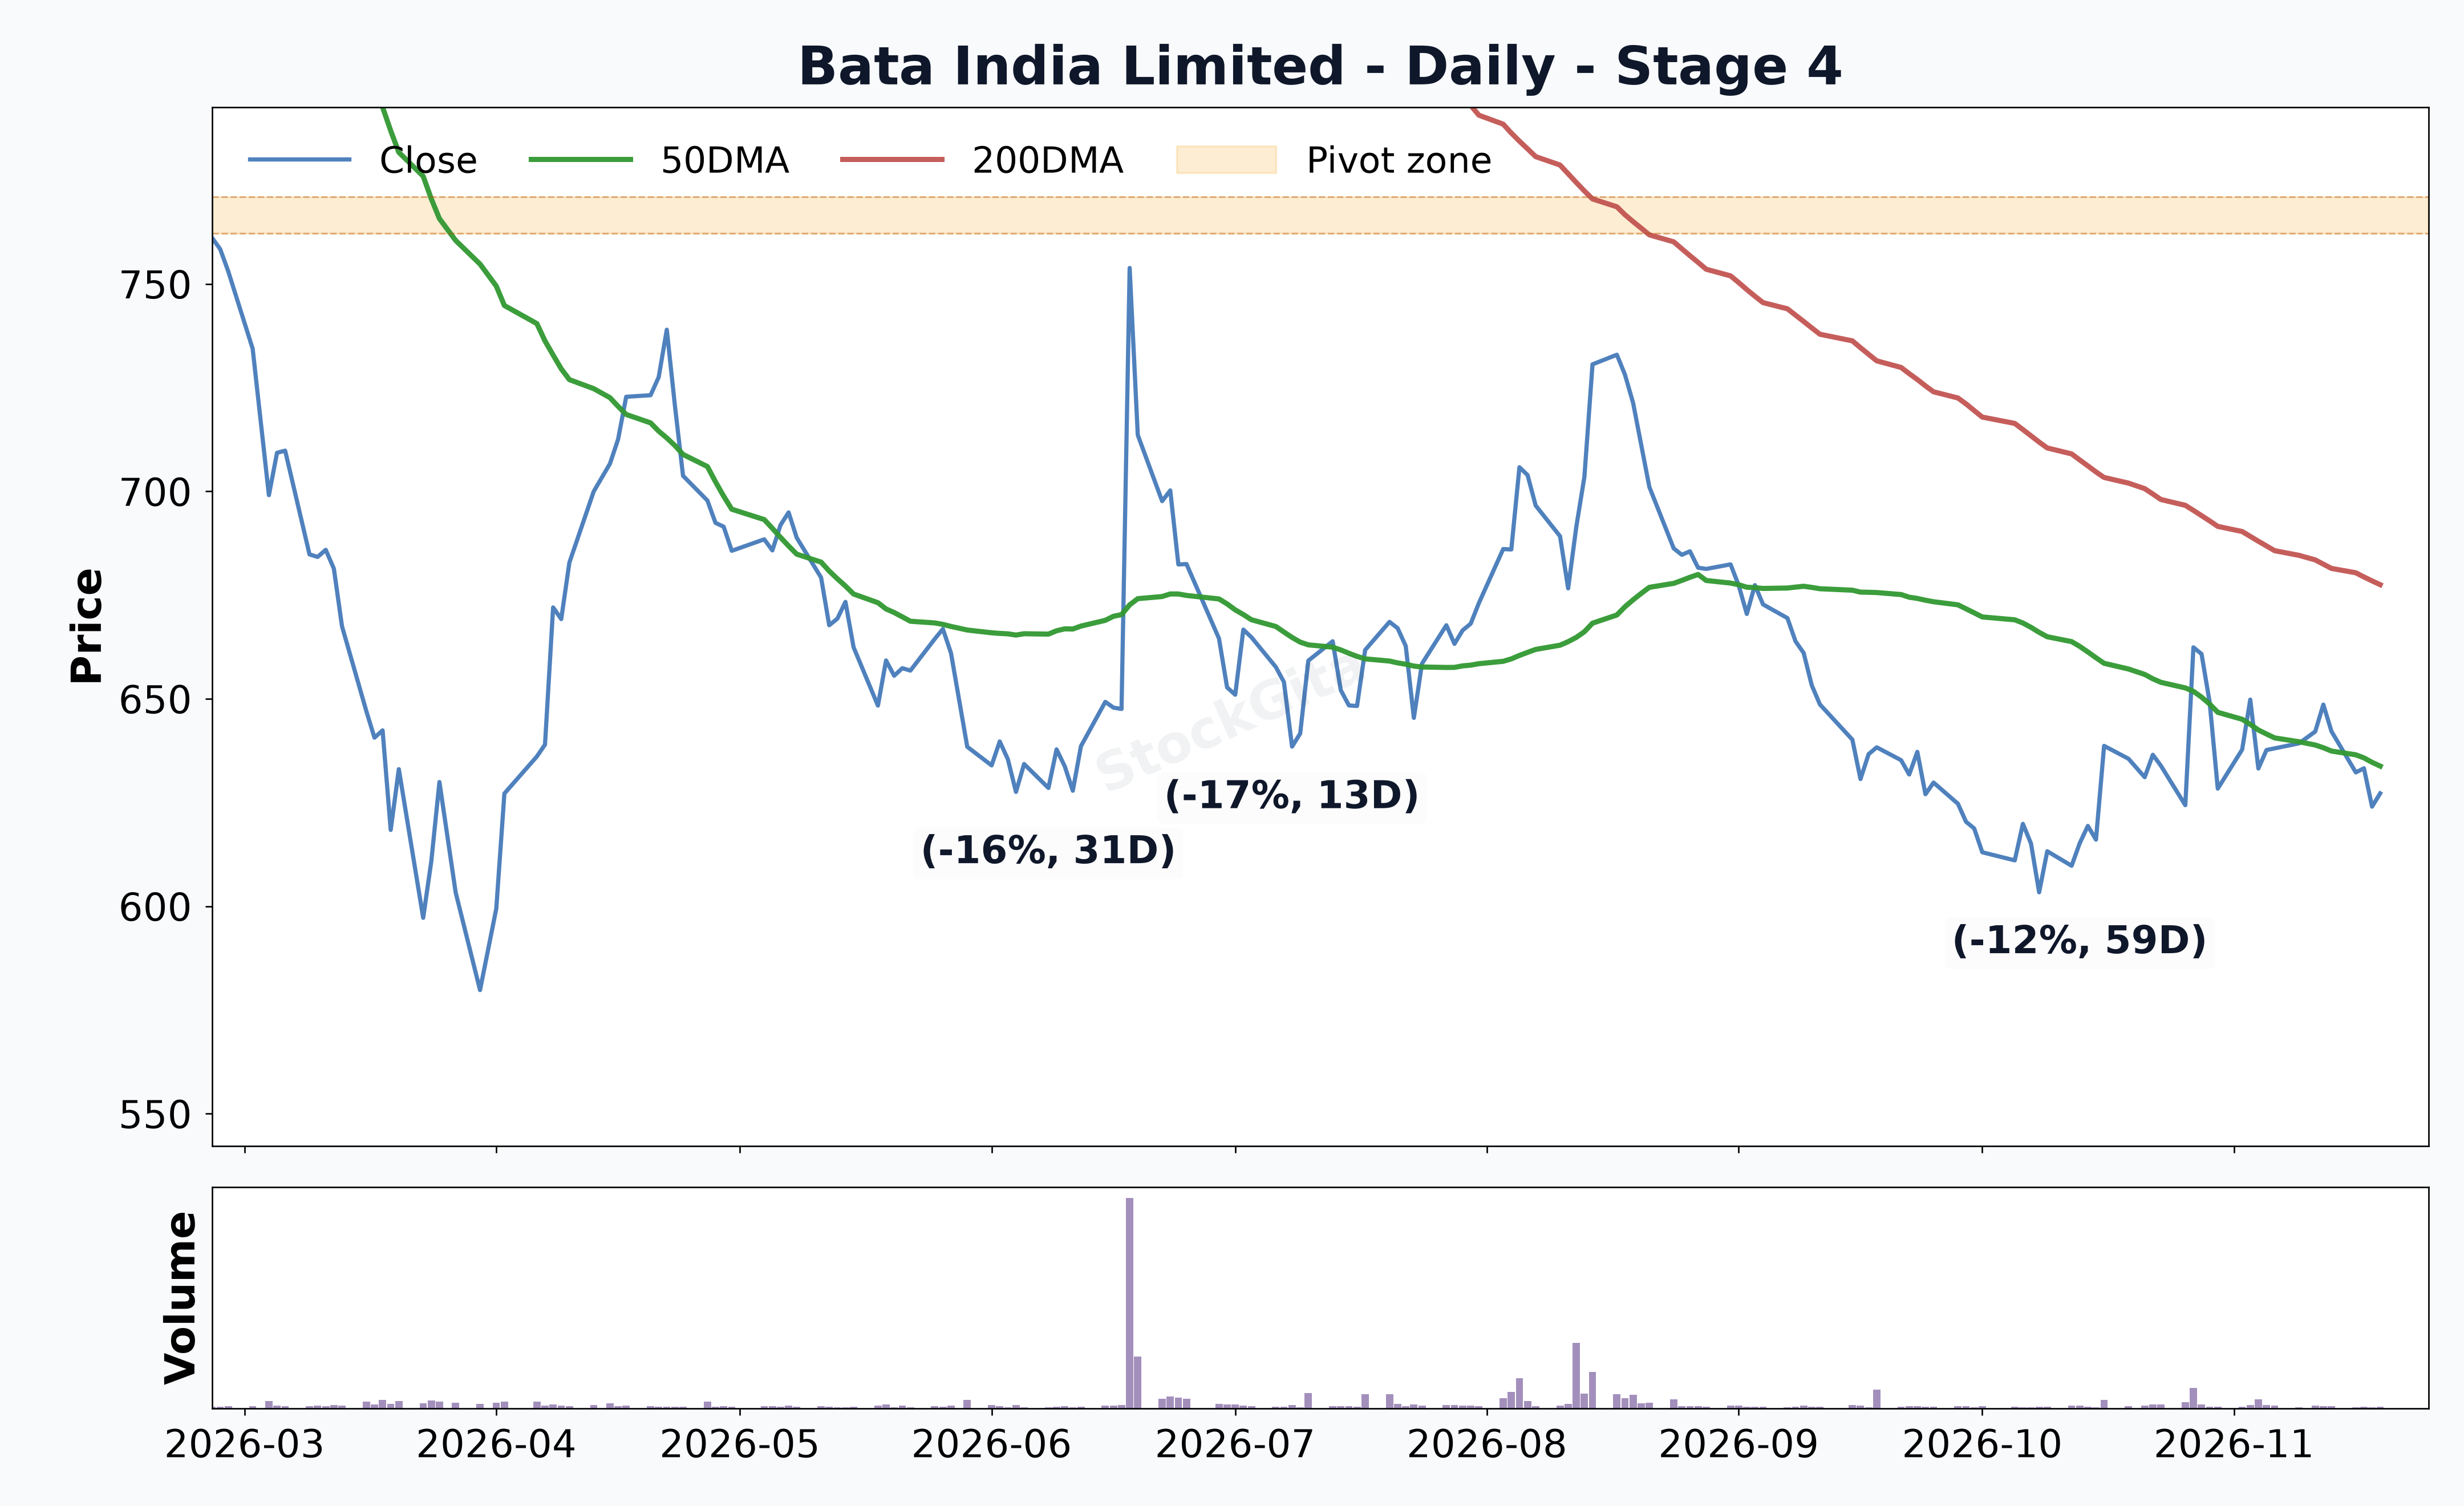 Bata India Limited - Daily - Stage 4
Close 50DMA 200DMA Pivot zone
Price
750
700
650
600
550
StockGita
(-17%, 13D)
(-16%, 31D)
(-12%, 59D)
Volume
2026-03 2026-04 2026-05 2026-06 2026-07 2026-08 2026-09 2026-10 2026-11